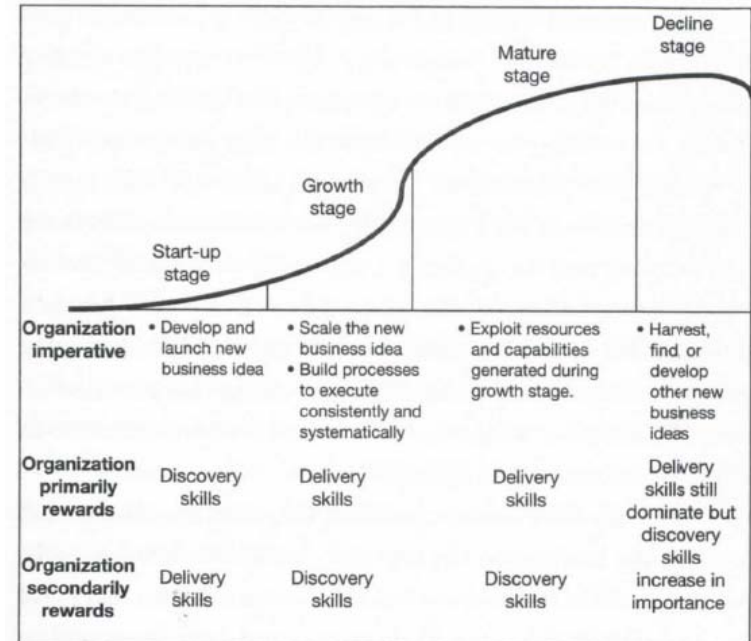 Decline
stage
Mature
stage
Growth
stage
Start-up
stage
Organization
imperative
• Develop and
launch new
business idea
• Scale the new
business idea
• Build processes
to execute
consistently and
systematically
• Exploit resources
and capabilities
generated during
growth stage.
• Harvest,
find, or
develop
other new
business
ideas
Organization
primarily
rewards
Discovery
skills
Delivery
skills
Delivery
skills
Delivery
skills still
dominate but
discovery
skills
increase in
importance
Organization
secondarily
rewards
Delivery
skills
Discovery
skills
Discovery
skills